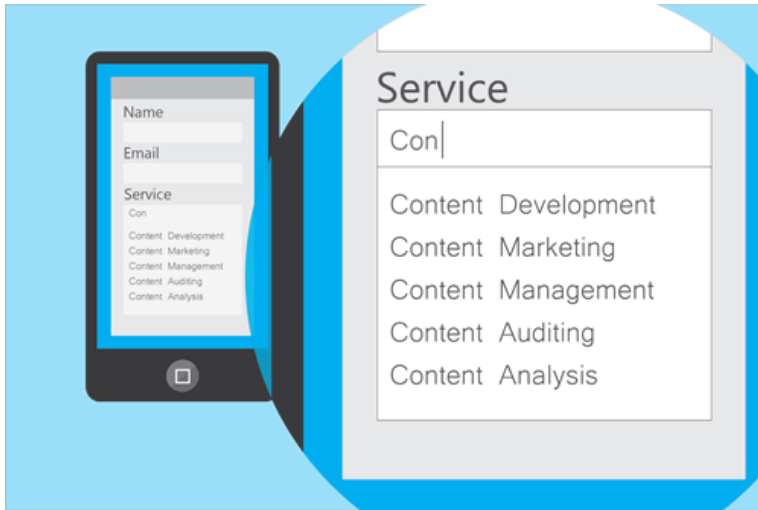 Name
Email
Service
Con
Content Development
Content Marketing
Content Management
Content Auditing
Content Analysis
Service
Con
Content Development
Content Marketing
Content Management
Content Auditing
Content Analysis